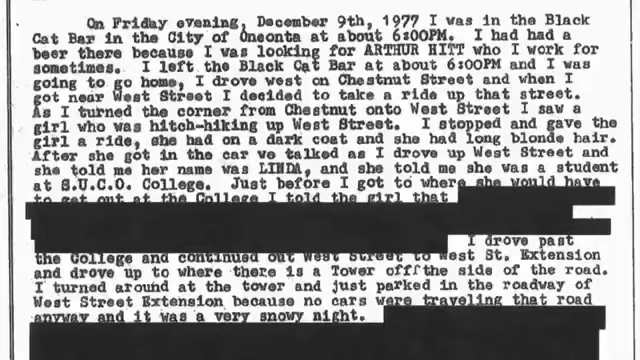 On Friday evening, December 9th, 1977 I was in the Black
Cat Bar in the City of Oneonta at about 6:00PM. I had had a
beer there because I was looking for ARTHUR HITT who I work for
sometimes. I left the Black Cat Bar at about 6:00PM and I was
going to go home, I drove west on Chestnut Street and when I
got near West Street I decided to take a ride up that street.
As I turned the corner from Chestnut onto West Street I saw a
girl who was hitch-hiking up West Street. I stopped and gave the
girl a ride, she had on a dark coat and she had long blonde hair.
After she got in the car we talked as I drove up West Street and
she told me her name was LINDA, and she told me she was a student
at S.U.C.O. College. Just before I got to where she would have
to get out at the College I told the girl that
I drove past
the College and continued out West Street to West St. Extension
and drove up to where there is a Tower offf the side of the road.
I turned around at the tower and just parked in the roadway of
West Street Extension because no cars were traveling that road
anyway and it was a very snowy night.